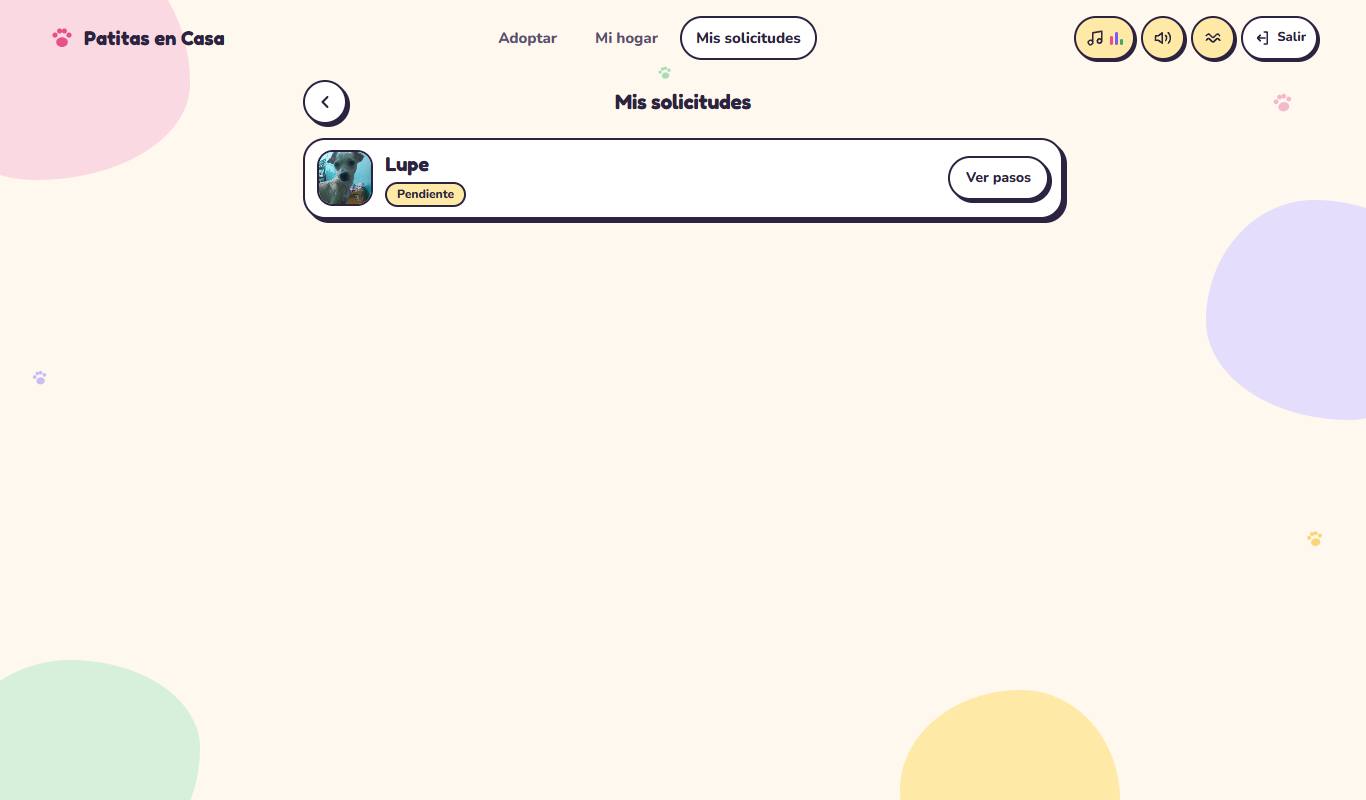 Patitas en Casa
Adoptar
Mi hogar
Mis solicitudes
Salir
Mis solicitudes
Lupe
Pendiente
Ver pasos